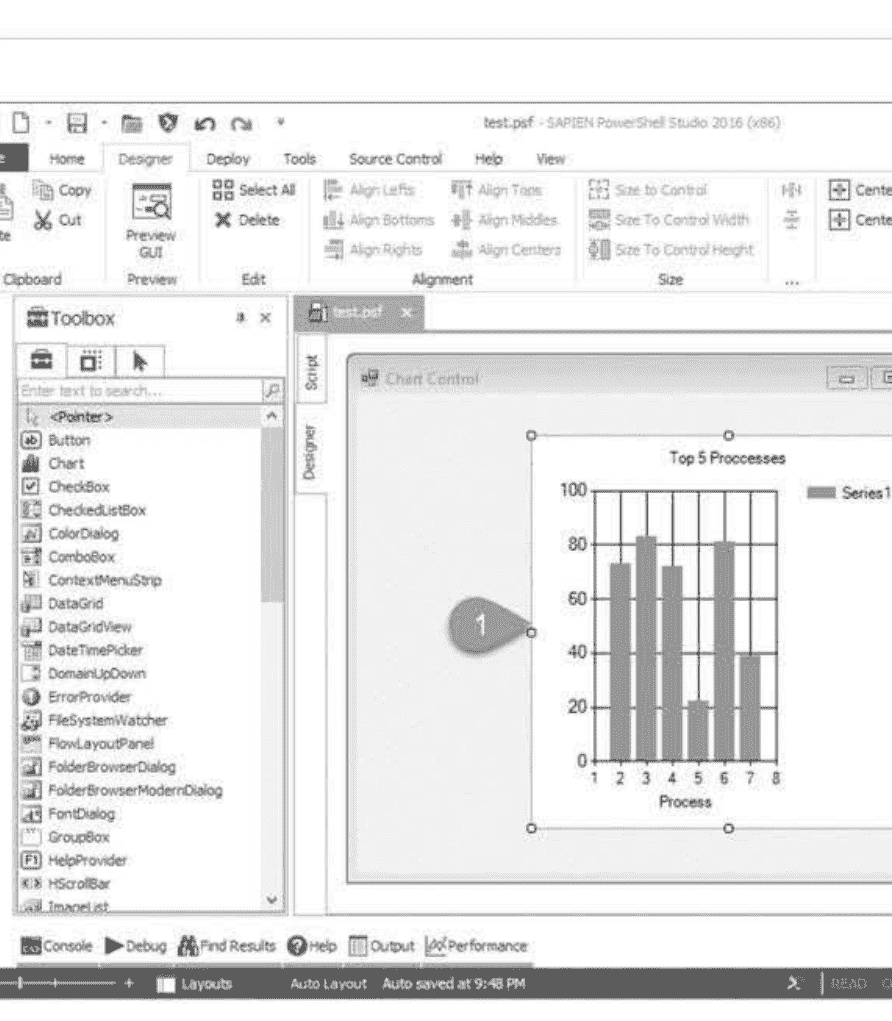 test.psf - SAPIEN PowerShell Studio 2016 (x86)
Home Designer Deploy Tools Source Control Help View
Copy Select All Align Lefts Align Tops Size to Control
Cut Delete Align Bottoms Align Middles Size To Control Width
Preview GUI Align Rights Align Centers Size To Control Height
Clipboard Preview Edit Alignment Size ...
Toolbox
test.psf
Script
Designer
Enter text to search...
<Pointer>
Button
Chart
CheckBox
CheckedListBox
ColorDialog
ComboBox
ContextMenuStrip
DataGrid
DataGridView
DateTimePicker
DomainUpDown
ErrorProvider
FileSystemWatcher
FlowLayoutPanel
FolderBrowserDialog
FolderBrowserModernDialog
FontDialog
GroupBox
HelpProvider
HScrollBar
ImageList
Chart Control
Top 5 Proccesses
Series1
100
80
60
40
20
0
1 2 3 4 5 6 7 8
Process
1
Console Debug Find Results Help Output Performance
Layouts Auto Layout Auto saved at 9:48 PM READ